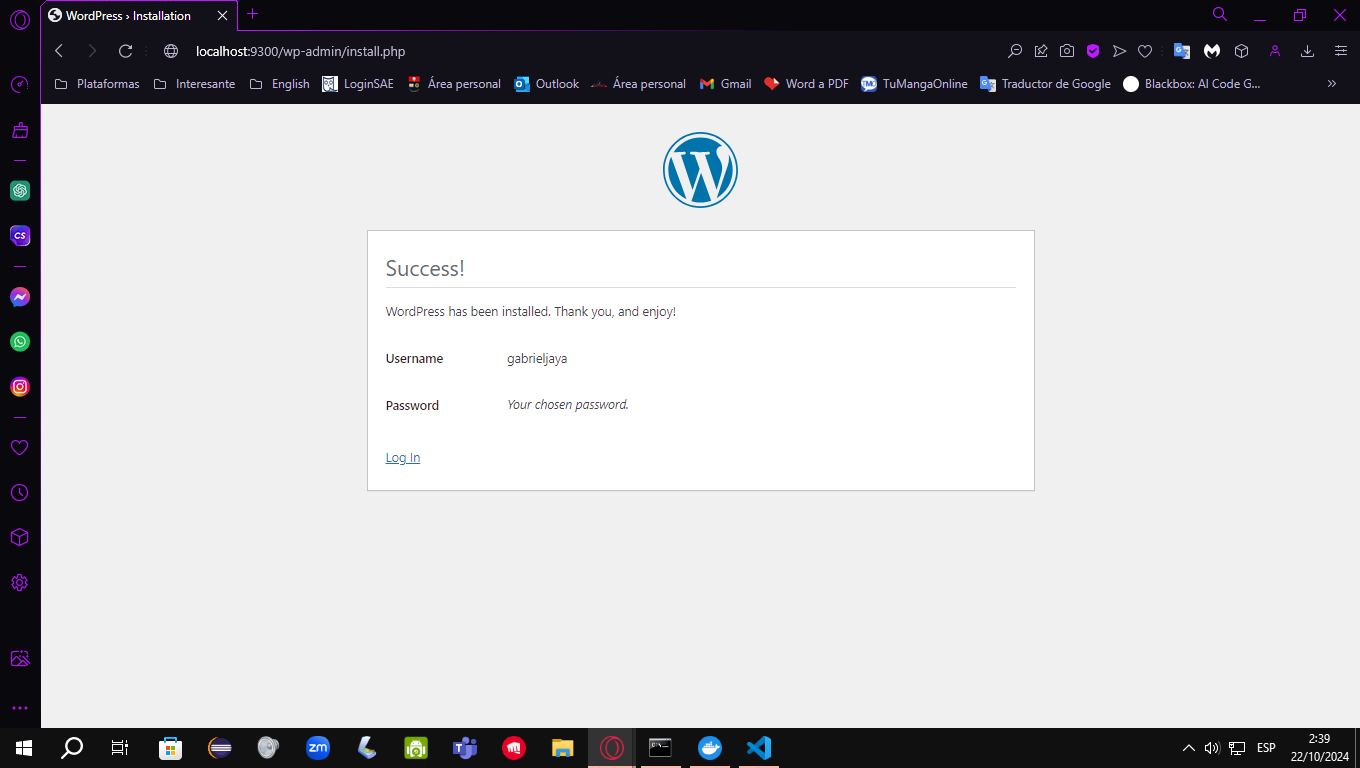 WordPress › Installation
localhost:9300/wp-admin/install.php
Plataformas Interesante English LoginSAE Área personal Outlook Área personal Gmail Word a PDF TuMangaOnline Traductor de Google Blackbox: AI Code G...
Success!
WordPress has been installed. Thank you, and enjoy!
Username gabrieljaya
Password Your chosen password.
Log In
ESP
2:39
22/10/2024